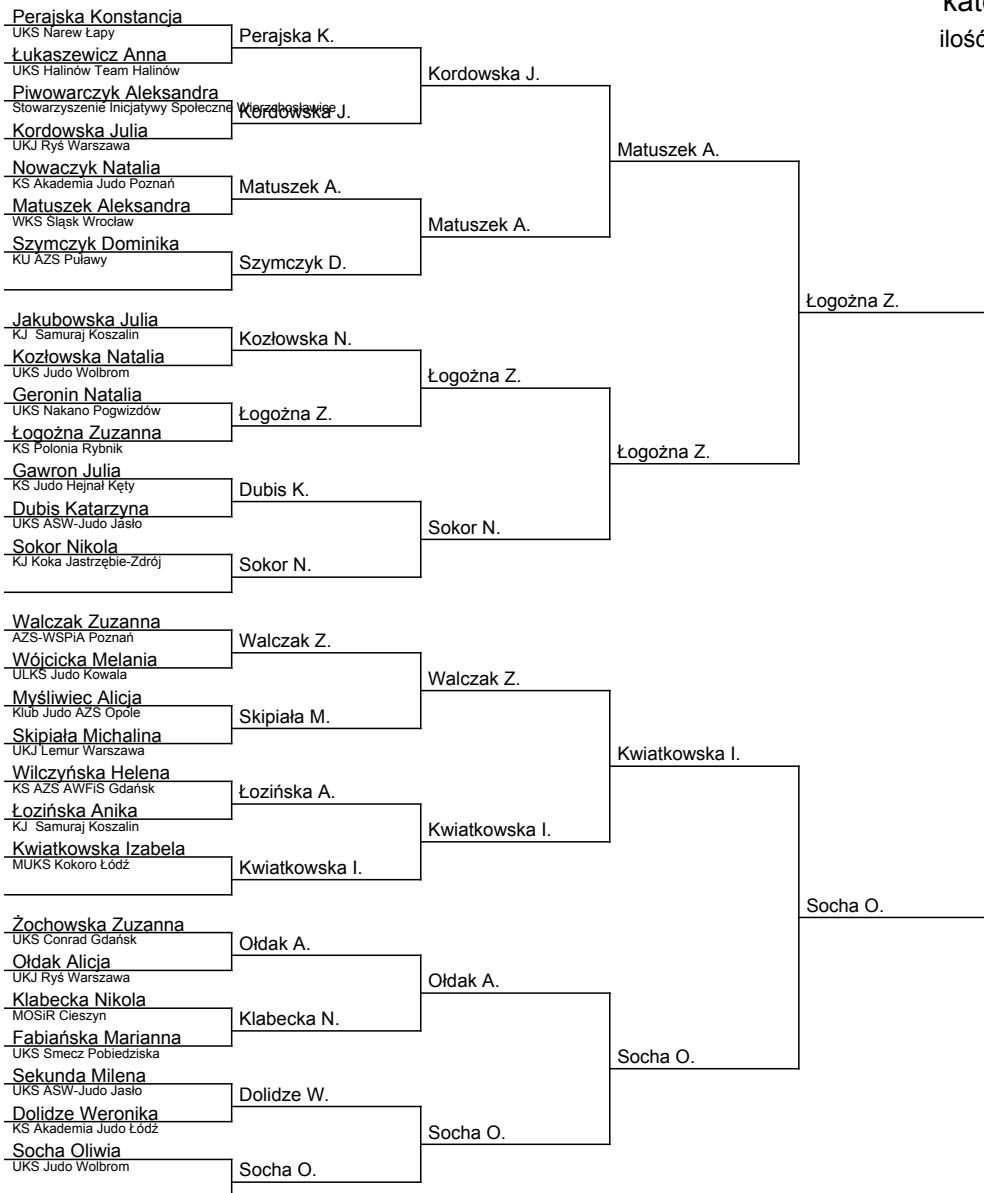 kate
ilość
Perajska Konstancja
UKS Narew Łapy
Łukaszewicz Anna
UKS Halinów Team Halinów
Piwowarczyk Aleksandra
Stowarzyszenie Inicjatywy Społeczne Wierzchosławice
Kordowska Julia
UKJ Ryś Warszawa
Nowaczyk Natalia
KS Akademia Judo Poznań
Matuszek Aleksandra
WKS Śląsk Wrocław
Szymczyk Dominika
KU AZS Puławy
Jakubowska Julia
KJ Samuraj Koszalin
Kozłowska Natalia
UKS Judo Wolbrom
Geronin Natalia
UKS Nakano Pogwizdów
Łogożna Zuzanna
KS Polonia Rybnik
Gawron Julia
KS Judo Hejnał Kęty
Dubis Katarzyna
UKS ASW-Judo Jasło
Sokor Nikola
KJ Koka Jastrzębie-Zdrój
Walczak Zuzanna
AZS-WSPiA Poznań
Wójcicka Melania
ULKS Judo Kowala
Myśliwiec Alicja
Klub Judo AZS Opole
Skipiała Michalina
UKJ Lemur Warszawa
Wilczyńska Helena
KS AZS AWFiS Gdańsk
Łozińska Anika
KJ Samuraj Koszalin
Kwiatkowska Izabela
MUKS Kokoro Łódź
Żochowska Zuzanna
UKS Conrad Gdańsk
Ołdak Alicja
UKJ Ryś Warszawa
Klabecka Nikola
MOSiR Cieszyn
Fabiańska Marianna
UKS Smecz Pobiedziska
Sekunda Milena
UKS ASW-Judo Jasło
Dolidze Weronika
KS Akademia Judo Łódź
Socha Oliwia
UKS Judo Wolbrom
Perajska K.
Kordowska J.
Matuszek A.
Szymczyk D.
Kozłowska N.
Łogożna Z.
Dubis K.
Sokor N.
Walczak Z.
Skipiała M.
Łozińska A.
Kwiatkowska I.
Ołdak A.
Klabecka N.
Dolidze W.
Socha O.
Kordowska J.
Matuszek A.
Łogożna Z.
Sokor N.
Walczak Z.
Kwiatkowska I.
Ołdak A.
Socha O.
Matuszek A.
Łogożna Z.
Kwiatkowska I.
Socha O.
Łogożna Z.
Socha O.